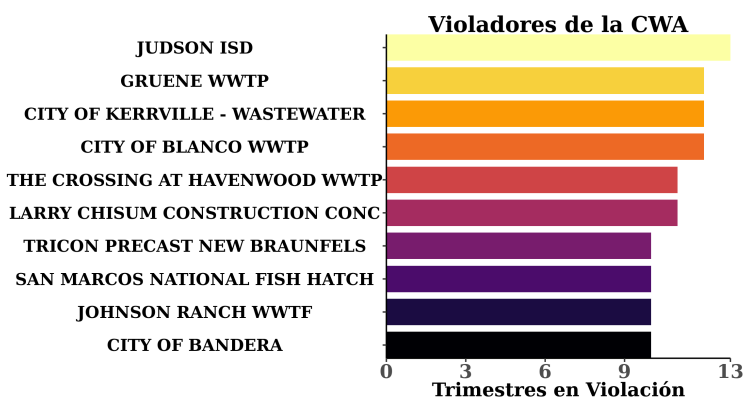 Violadores de la CWA
JUDSON ISD
GRUENE WWTP
CITY OF KERRVILLE - WASTEWATER
CITY OF BLANCO WWTP
THE CROSSING AT HAVENWOOD WWTP
LARRY CHISUM CONSTRUCTION CONC
TRICON PRECAST NEW BRAUNFELS
SAN MARCOS NATIONAL FISH HATCH
JOHNSON RANCH WWTF
CITY OF BANDERA
0 3 6 9 13
Trimestres en Violación